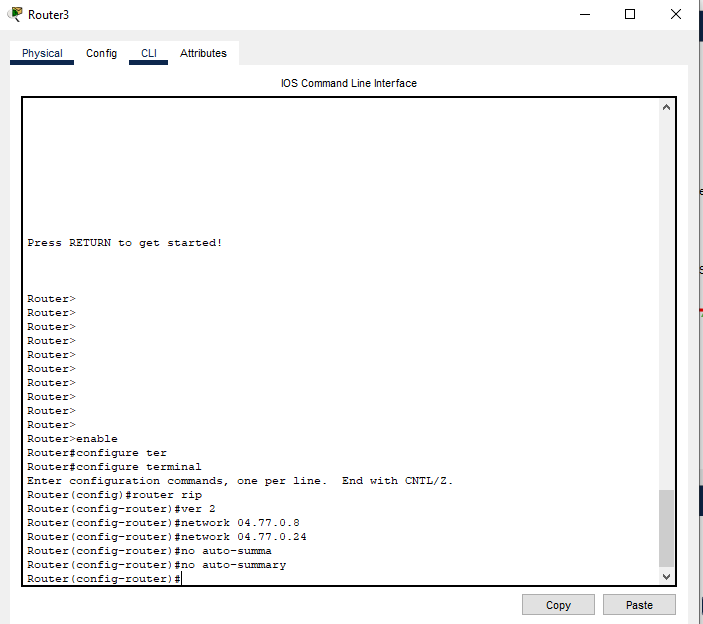 Router3
Physical Config CLI Attributes
IOS Command Line Interface
Press RETURN to get started!
Router>
Router>
Router>
Router>
Router>
Router>
Router>
Router>
Router>
Router>
Router>enable
Router#configure ter
Router#configure terminal
Enter configuration commands, one per line.  End with CNTL/Z.
Router(config)#router rip
Router(config-router)#ver 2
Router(config-router)#network 04.77.0.8
Router(config-router)#network 04.77.0.24
Router(config-router)#no auto-summa
Router(config-router)#no auto-summary
Router(config-router)#
Copy Paste